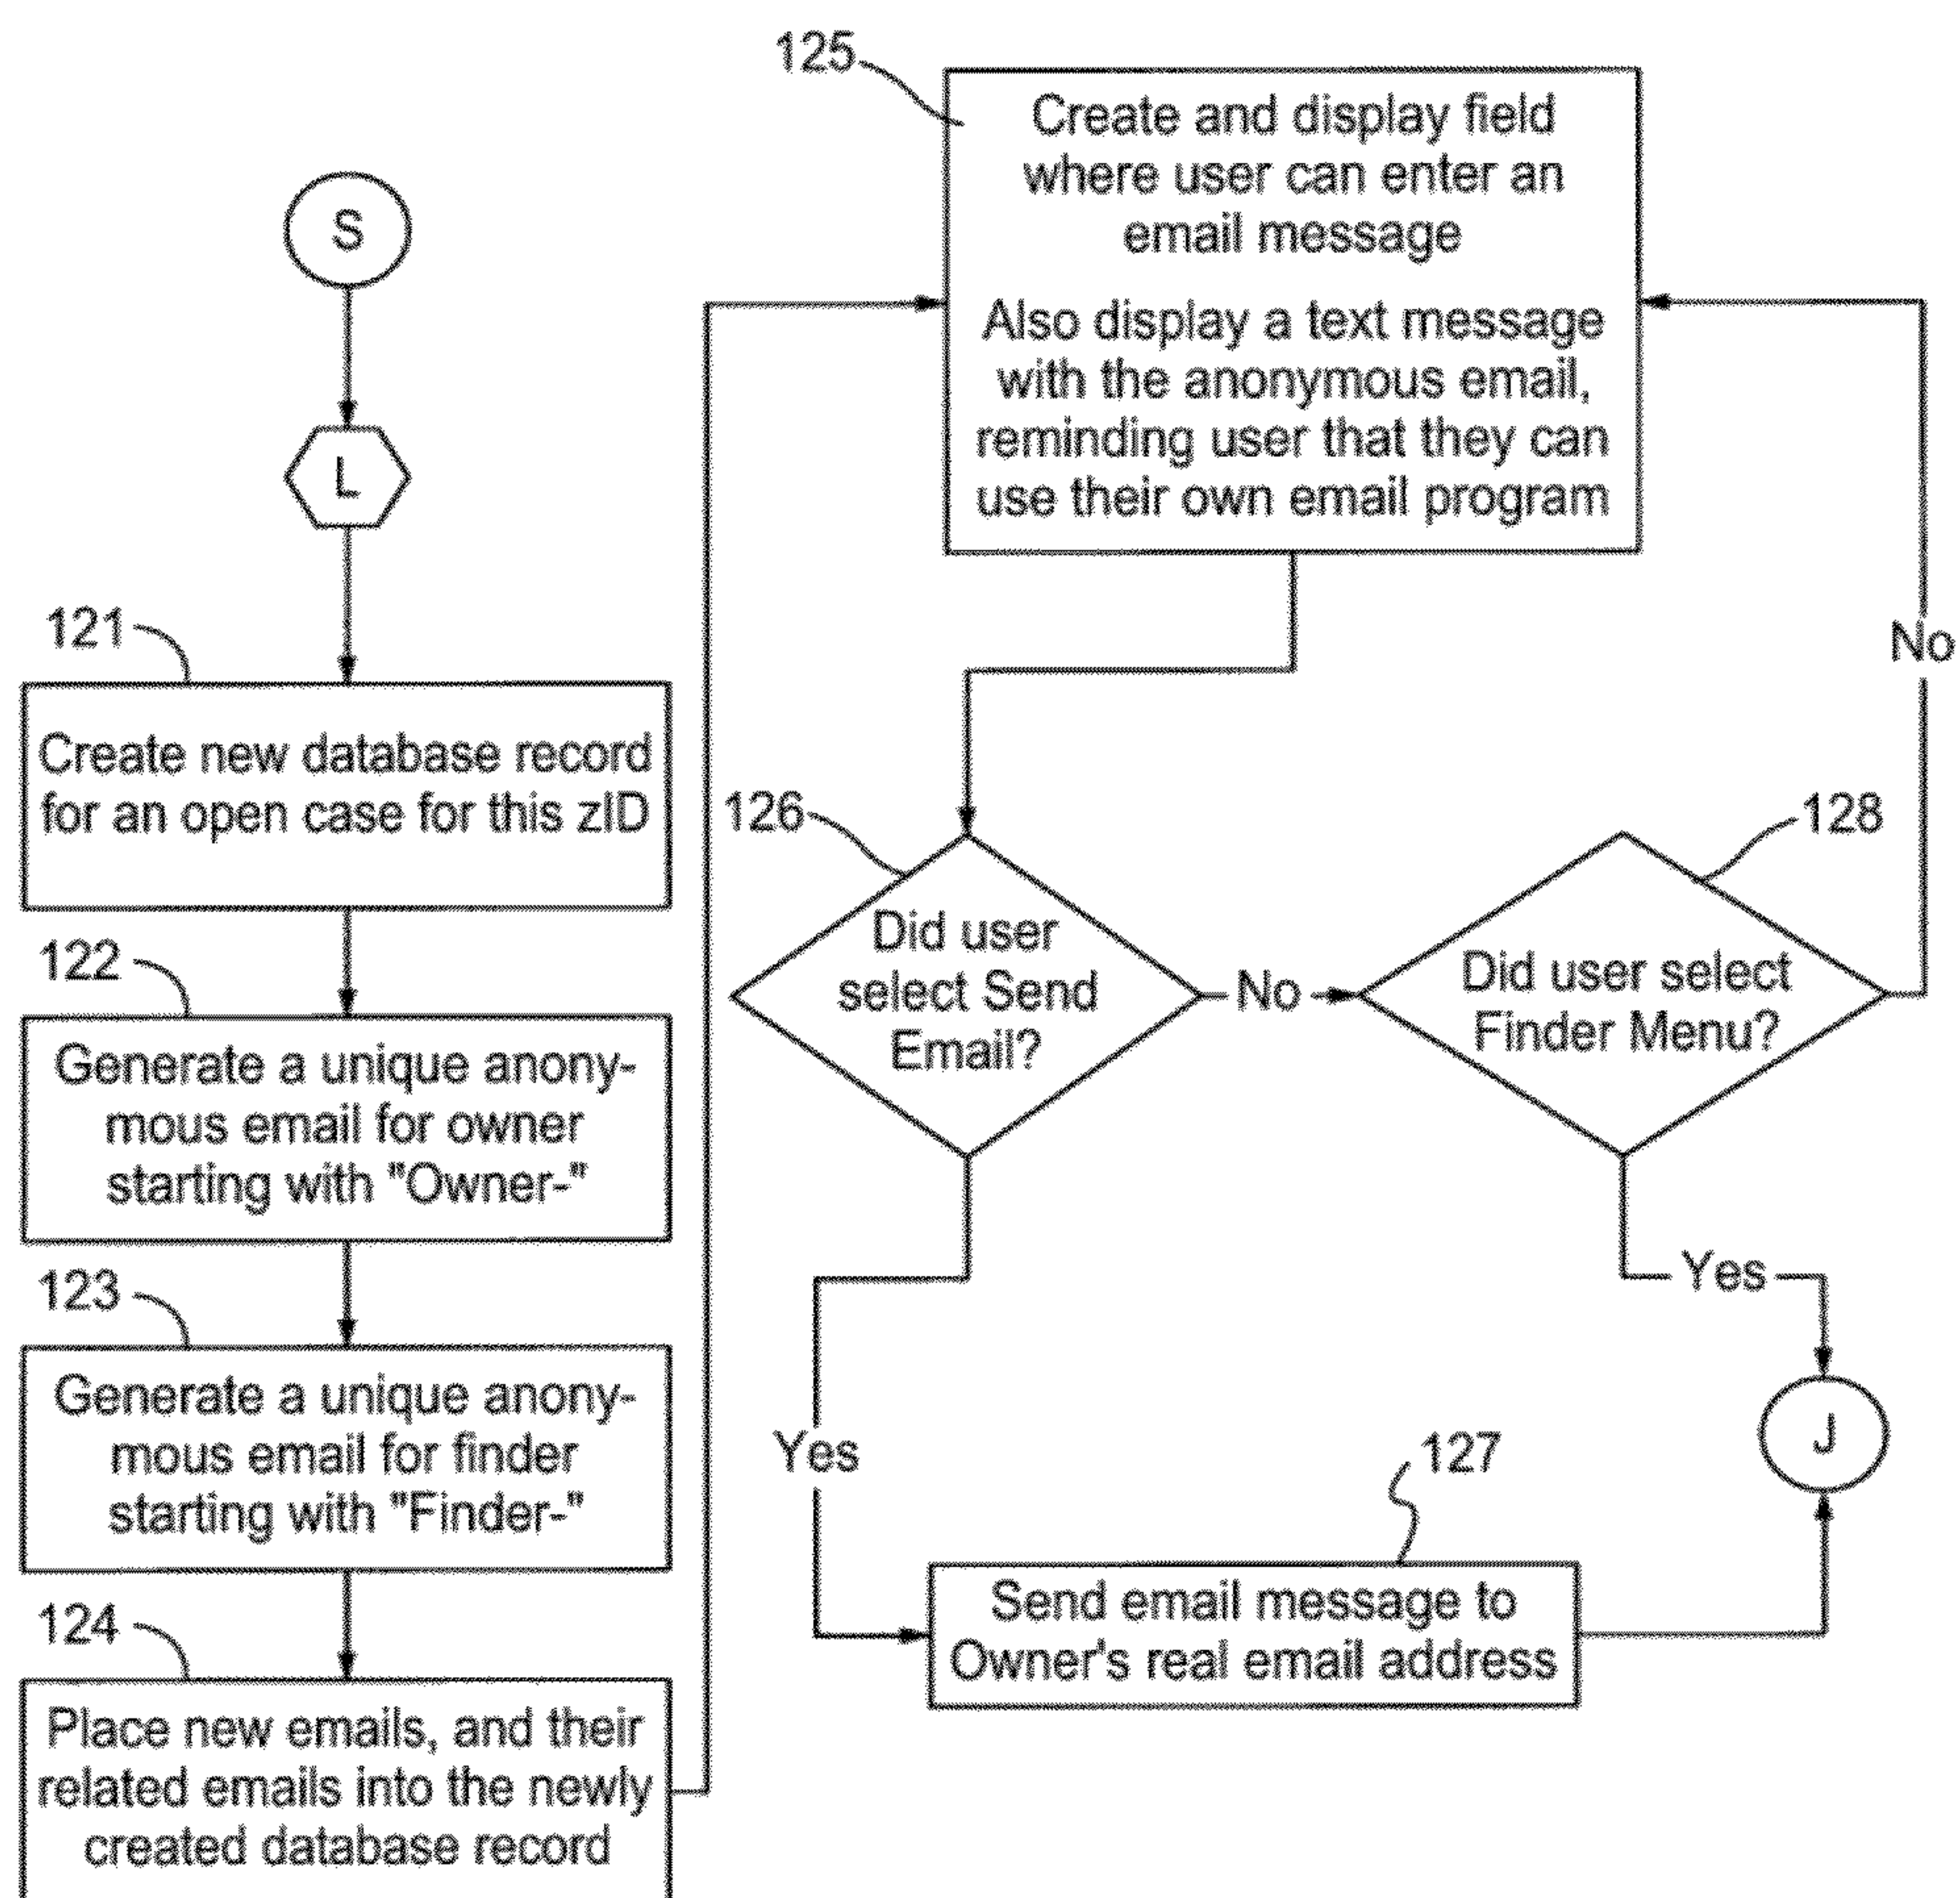 S
L
121
Create new database record
for an open case for this zID
122
Generate a unique anony-
mous email for owner
starting with "Owner-"
123
Generate a unique anony-
mous email for finder
starting with "Finder-"
124
Place new emails, and their
related emails into the newly
created database record
125
Create and display field
where user can enter an
email message
Also display a text message
with the anonymous email,
reminding user that they can
use their own email program
126
Did user
select Send
Email?
No
128
Did user select
Finder Menu?
No
Yes
J
Yes
127
Send email message to
Owner's real email address